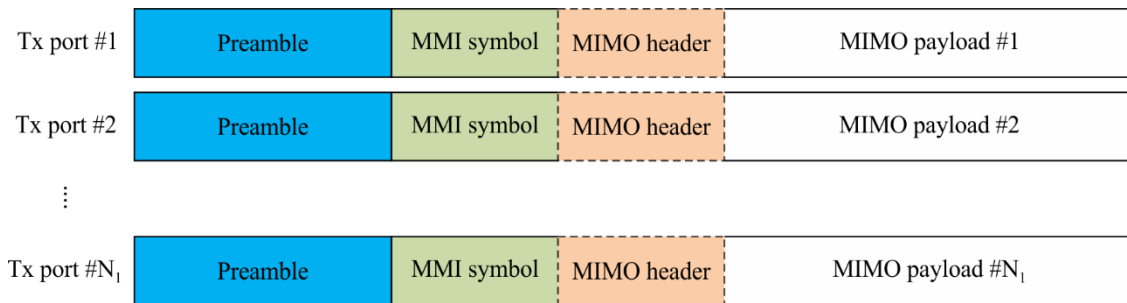 Tx port #1 Preamble MMI symbol MIMO header MIMO payload #1
Tx port #2 Preamble MMI symbol MIMO header MIMO payload #2
Tx port #N₁ Preamble MMI symbol MIMO header MIMO payload #N₁